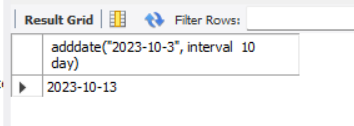 Result Grid Filter Rows:
adddate("2023-10-3", interval 10
day)
2023-10-13